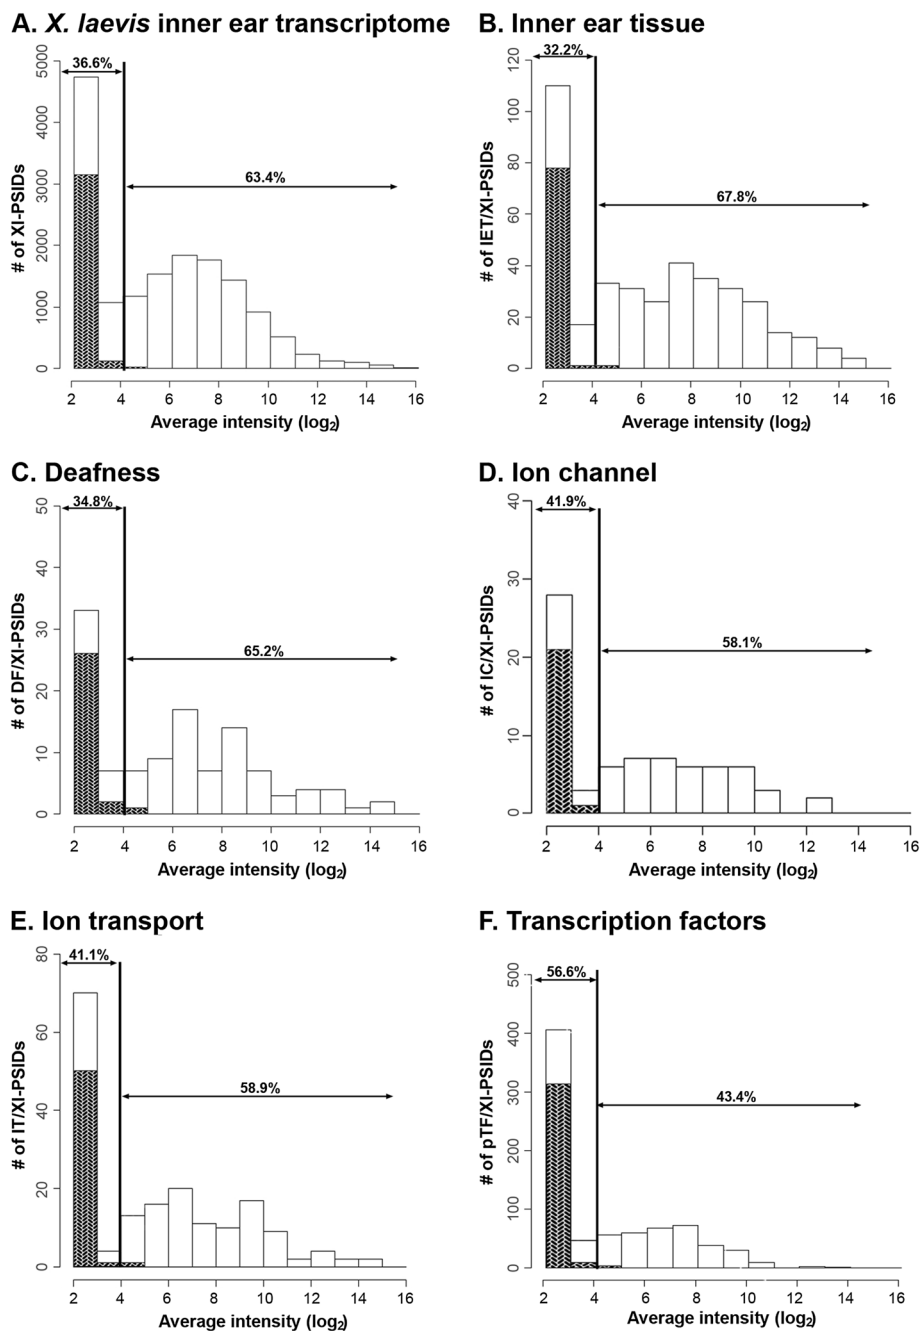 A. X. laevis inner ear transcriptome
36.6%
63.4%
# of XI-PSIDs
5000
4000
3000
2000
1000
0
2 4 6 8 10 12 14 16
Average intensity (log2)
B. Inner ear tissue
32.2%
67.8%
# of IET/XI-PSIDs
120
100
80
60
40
20
0
2 4 6 8 10 12 14 16
Average intensity (log2)
C. Deafness
34.8%
65.2%
# of DF/XI-PSIDs
50
40
30
20
10
0
2 4 6 8 10 12 14 16
Average intensity (log2)
D. Ion channel
41.9%
58.1%
# of IC/XI-PSIDs
40
30
20
10
0
2 4 6 8 10 12 14 16
Average intensity (log2)
E. Ion transport
41.1%
58.9%
# of IT/XI-PSIDs
80
60
40
20
0
2 4 6 8 10 12 14 16
Average intensity (log2)
F. Transcription factors
56.6%
43.4%
# of pTF/XI-PSIDs
500
400
300
200
100
0
2 4 6 8 10 12 14 16
Average intensity (log2)